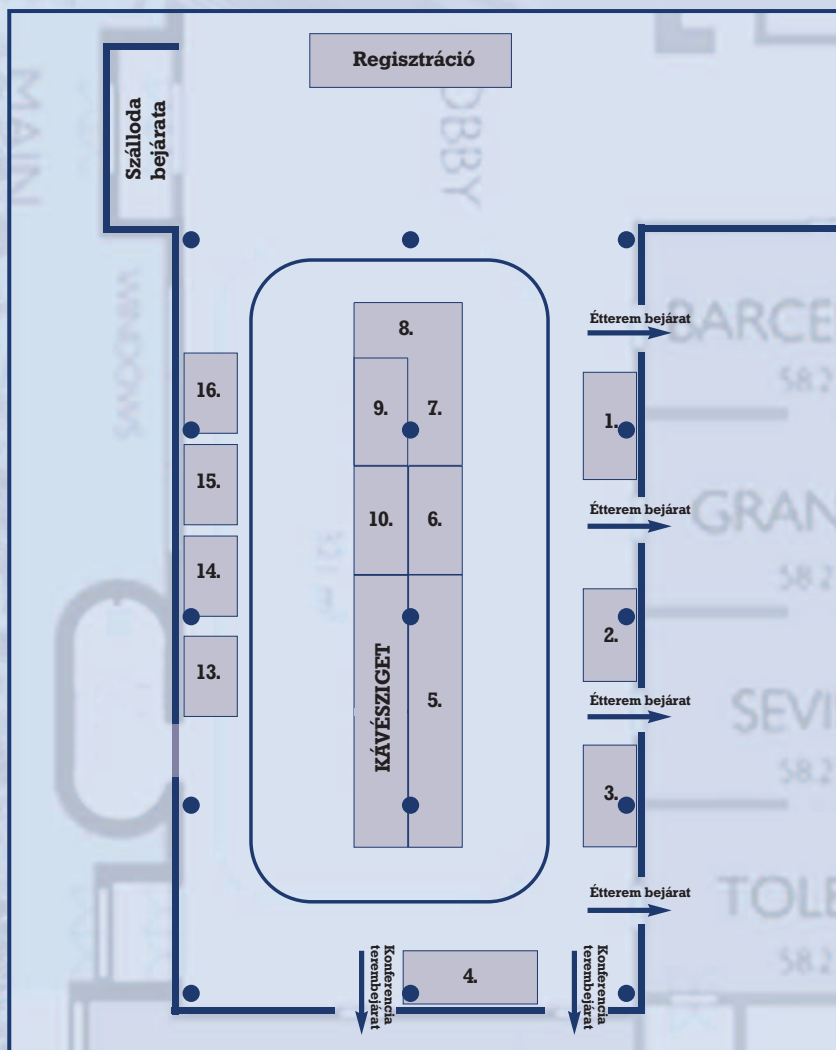 Regisztráció
MAIN
OBBY
Szálloda
bejárata
WINDOWS
Étterem bejárat
BARCE
58.2
8.
16.
9.
7.
1.
15.
10.
6.
Étterem bejárat
GRAN
58.2
14.
2.
13.
KÁVÉSZIGET
5.
Étterem bejárat
SEVI
58.2
3.
Étterem bejárat
TOLE
58.2
Konferencia
terembejárat
4.
Konferencia
terembejárat